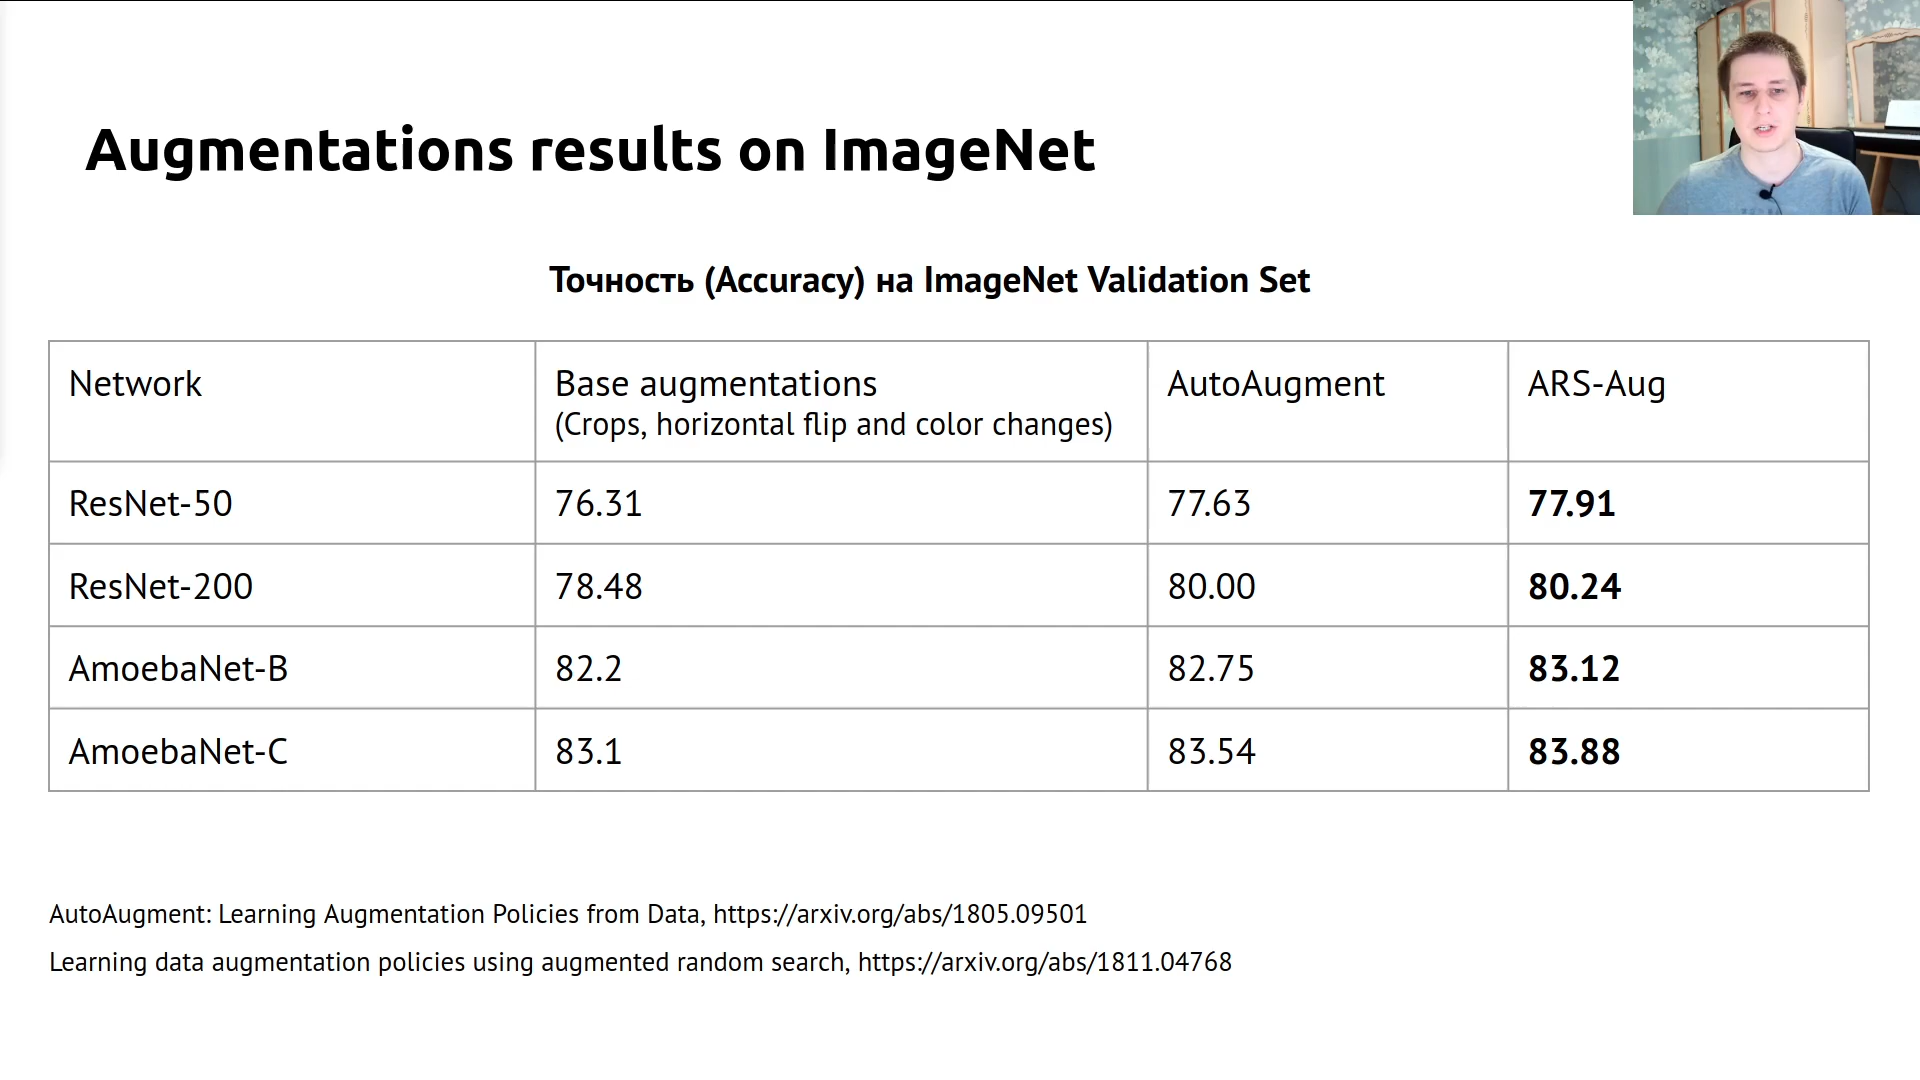 Augmentations results on ImageNet
Точность (Accuracy) на ImageNet Validation Set
Network
Base augmentations
(Crops, horizontal flip and color changes)
AutoAugment
ARS-Aug
ResNet-50
76.31
77.63
77.91
ResNet-200
78.48
80.00
80.24
AmoebaNet-B
82.2
82.75
83.12
AmoebaNet-C
83.1
83.54
83.88
AutoAugment: Learning Augmentation Policies from Data, https://arxiv.org/abs/1805.09501
Learning data augmentation policies using augmented random search, https://arxiv.org/abs/1811.04768